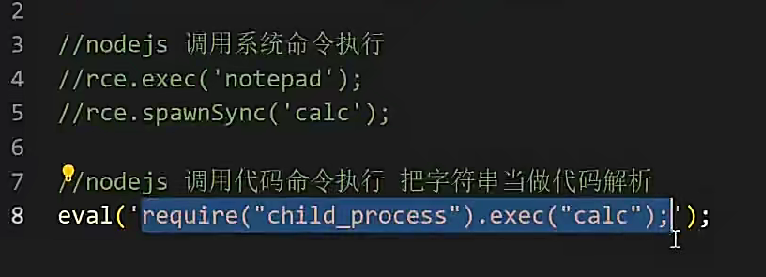 2
3 //nodejs 调用系统命令执行
4 //rce.exec('notepad');
5 //rce.spawnSync('calc');
6
7 //nodejs 调用代码命令执行 把字符串当做代码解析
8 eval('require("child_process").exec("calc");');